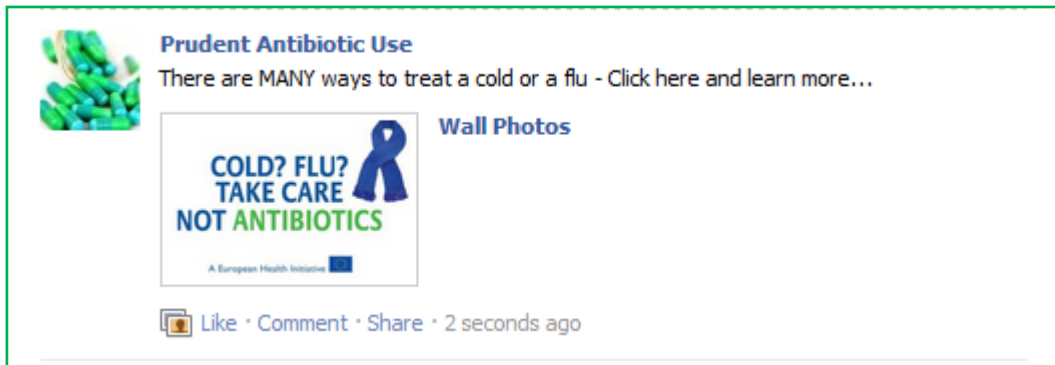 Prudent Antibiotic Use
There are MANY ways to treat a cold or a flu - Click here and learn more...
Wall Photos
COLD? FLU?
TAKE CARE
NOT ANTIBIOTICS
A European Health Initiative
Like · Comment · Share · 2 seconds ago